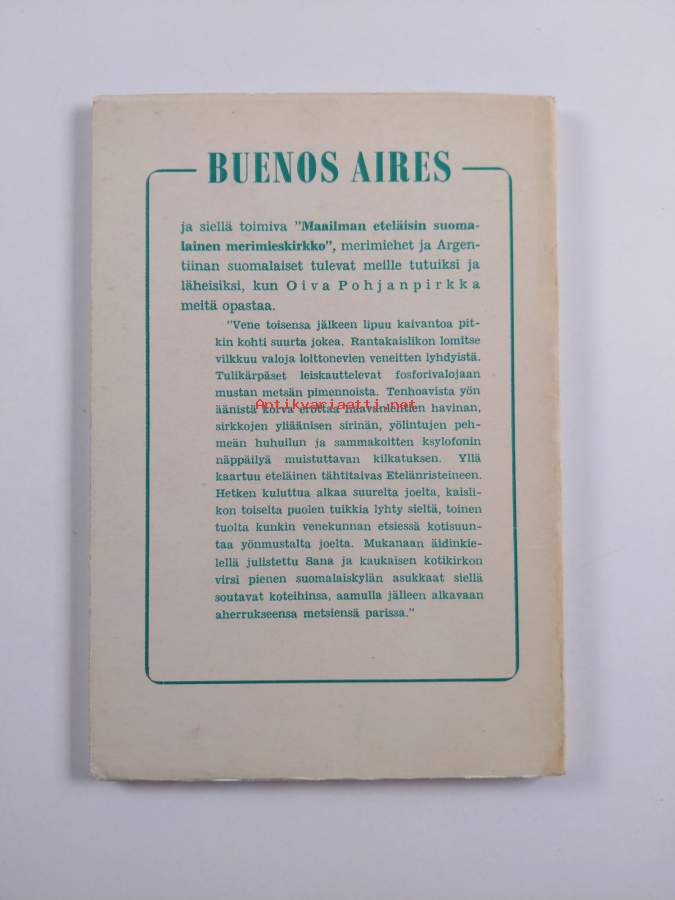 BUENOS AIRES
ja siellä toimiva "Maailman eteläisin suoma-
lainen merimieskirkko", merimiehet ja Argen-
tiinan suomalaiset tulevat meille tutuiksi ja
läheisiksi, kun Oiva Pohjanpirkka
meitä opastaa.
"Vene toisensa jälkeen lipuu kaivantoa pit-
kin kohti suurta jokea. Rantakaislikon lomitse
vilkkuu valoja loittonevien veneitten lyhdyistä.
Tulikärpäset leiskauttelevat fosforivalojaan
mustan metsän pimennoista. Tenhoavista yön
äänistä korva erottaa haavanlehtien havinan,
Antikvariaatti.net
sirkkojen yliäänisen sirinän, yölintujen peh-
meän huhuilun ja sammakoitten ksylofonin
näppäilyä muistuttavan kilkatuksen. Yllä
kaartuu eteläinen tähtitaivas Etelänristeineen.
Hetken kuluttua alkaa suurelta joelta, kaisli-
kon toiselta puolen tuikkia lyhty sieltä, toinen
tuolta kunkin venekunnan etsiessä kotisuun-
taa yönmustalta joelta. Mukanaan äidinkie-
lellä julistettu Sana ja kaukaisen kotikirkon
virsi pienen suomalaiskylän asukkaat siellä
soutavat koteihinsa, aamulla jälleen alkavaan
aherrukseensa metsiensä parissa."